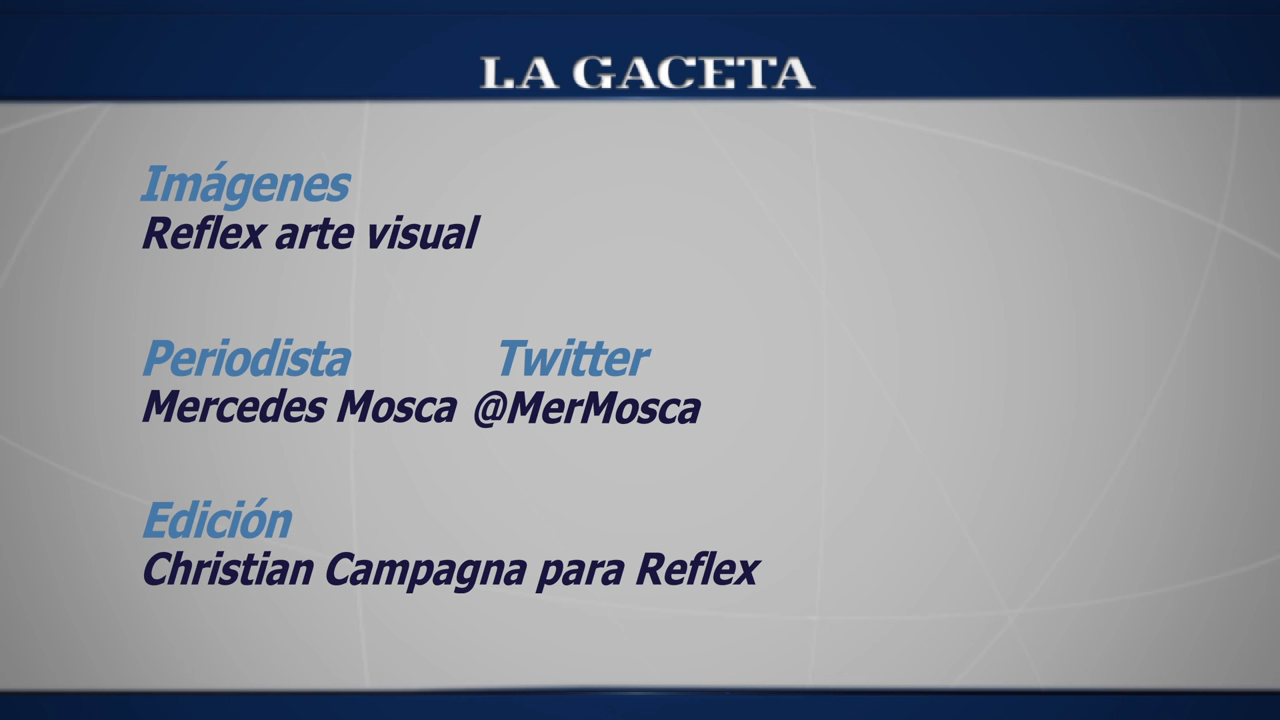 LA GACETA
Imágenes
Reflex arte visual
Periodista Twitter
Mercedes Mosca @MerMosca
Edición
Christian Campagna para Reflex